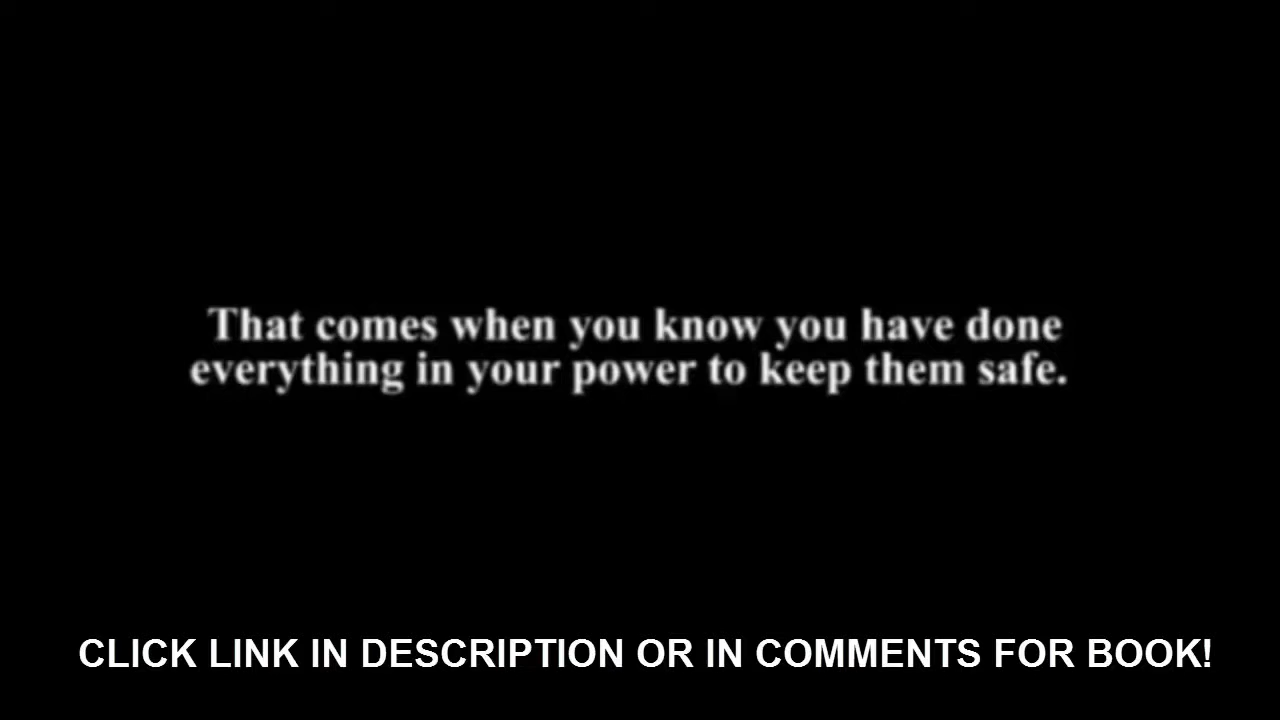 That comes when you know you have done
everything in your power to keep them safe.
CLICK LINK IN DESCRIPTION OR IN COMMENTS FOR BOOK!